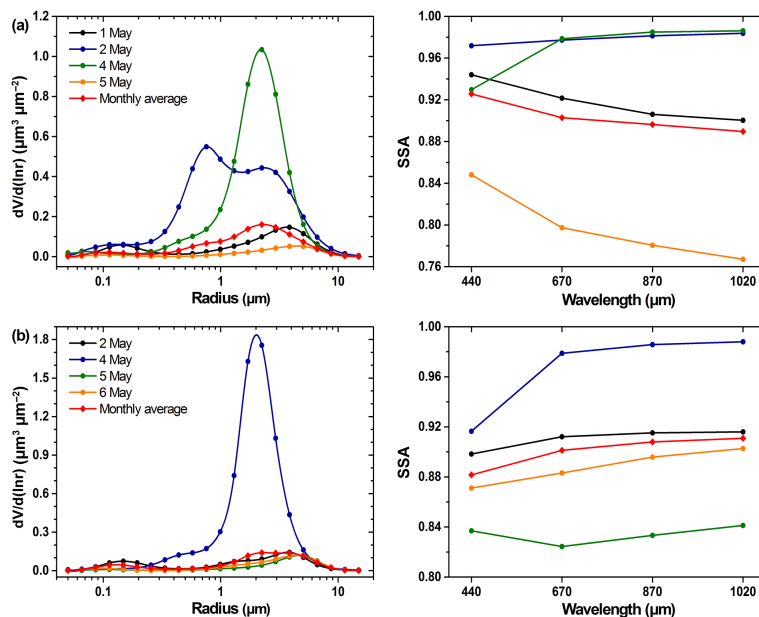 (a)
1.2
1.0
0.8
0.6
0.4
0.2
0.0
dV/d(lnr) (μm³ μm⁻²)
1 May
2 May
4 May
5 May
Monthly average
0.1 1 10
Radius (μm)
1.00
0.96
0.92
0.88
0.84
0.80
0.76
SSA
440 670 870 1020
Wavelength (μm)
(b)
1.8
1.5
1.2
0.9
0.6
0.3
0.0
dV/d(lnr) (μm³ μm⁻²)
2 May
4 May
5 May
6 May
Monthly average
0.1 1 10
Radius (μm)
1.00
0.96
0.92
0.88
0.84
0.80
SSA
440 670 870 1020
Wavelength (μm)